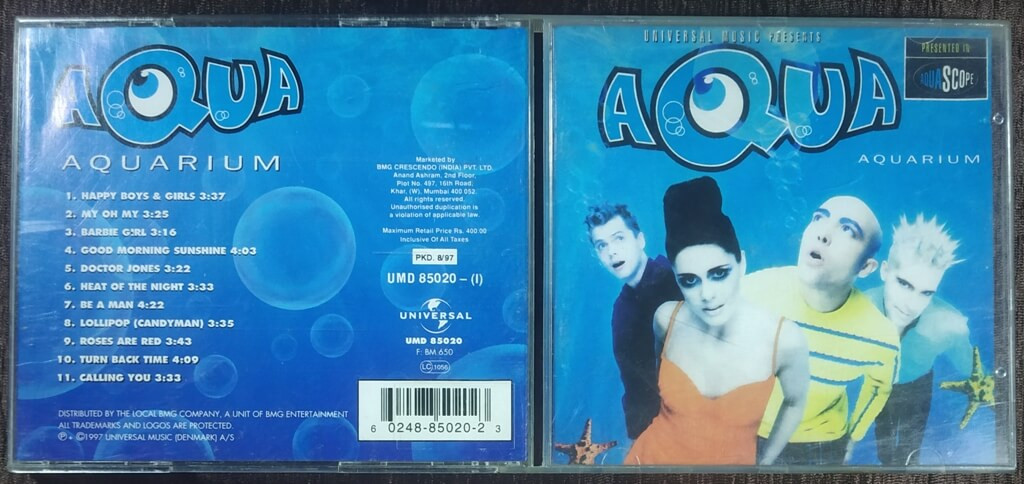 AQUA
AQUARIUM
1. HAPPY BOYS & GIRLS 3:37
2. MY OH MY 3:25
3. BARBIE G!RL 3:16
4. GOOD MORNING SUNSHINE 4:03
5. DOCTOR JONES 3:22
6. HEAT OF THE NIGHT 3:33
7. BE A MAN 4:22
8. LOLLIPOP (CANDYMAN) 3:35
9. ROSES ARE RED 3:43
10. TURN BACK TIME 4:09
11. CALLING YOU 3:33
DISTRIBUTED BY THE LOCAL BMG COMPANY, A UNIT OF BMG ENTERTAINMENT
ALL TRADEMARKS AND LOGOS ARE PROTECTED.
℗ + ©1997 UNIVERSAL MUSIC (DENMARK) A/S
Marketed by
BMG CRESCENDO (INDIA) PVT. LTD.
Anand Ashram, 2nd Floor,
Plot No. 497, 16th Road,
Khar, (W), Mumbai 400 052.
All rights reserved.
Unauthorised duplication is
a violation of applicable law.
Maximum Retail Price Rs. 400.00
Inclusive Of All Taxes
PKD. 8/97
UMD 85020 – (I)
UNIVERSAL
UMD 85020
F: BM 650
LC 1056
6 0248-85020-2 3
UNIVERSAL MUSIC PRESENTS
AQUA
AQUARIUM
PRESENTED IN
AQUASCOPE